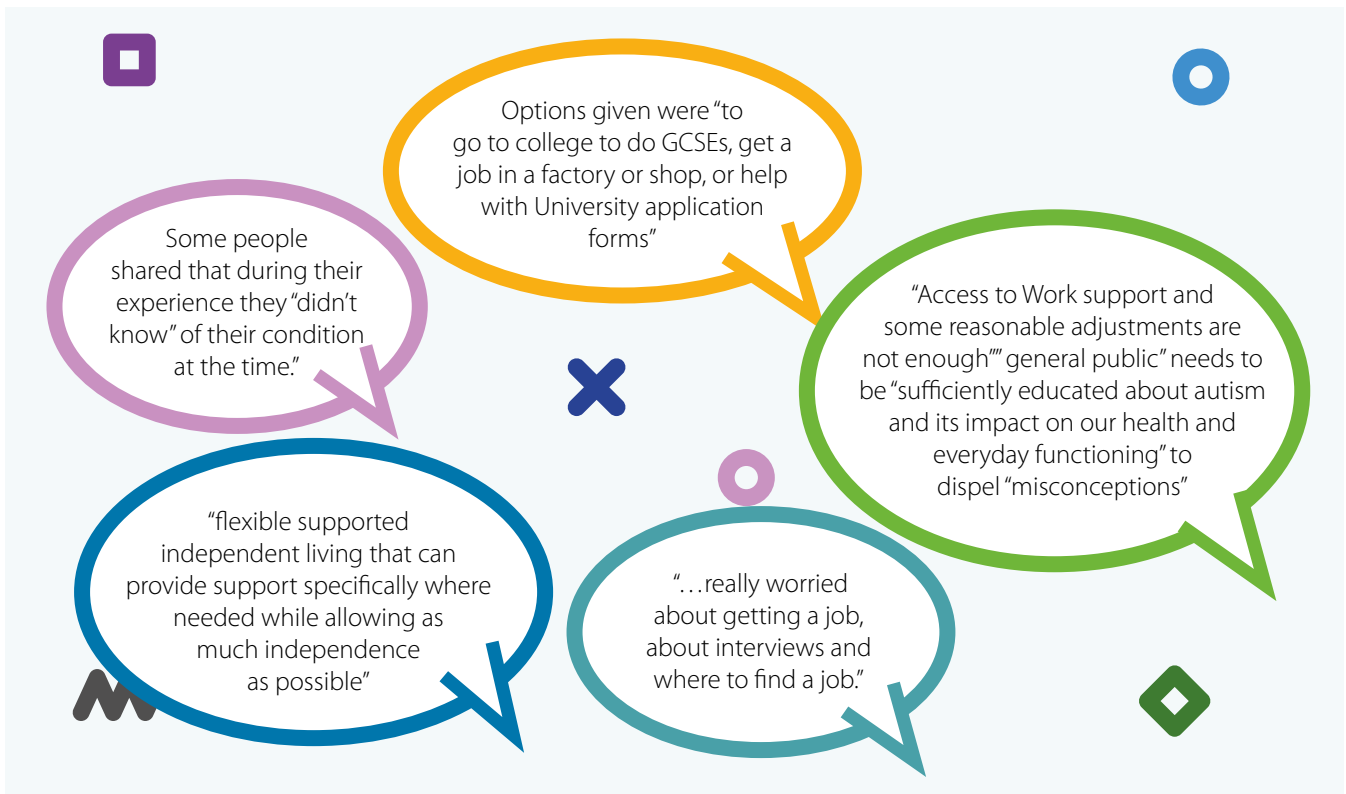 Options given were “to
go to college to do GCSEs, get a
job in a factory or shop, or help
with University application
forms”
Some people
shared that during their
experience they “didn’t
know” of their condition
at the time.”
“Access to Work support and
some reasonable adjustments are
not enough”” general public” needs to
be “sufficiently educated about autism
and its impact on our health and
everyday functioning” to
dispel “misconceptions”
“flexible supported
independent living that can
provide support specifically where
needed while allowing as
much independence
as possible”
“…really worried
about getting a job,
about interviews and
where to find a job.”